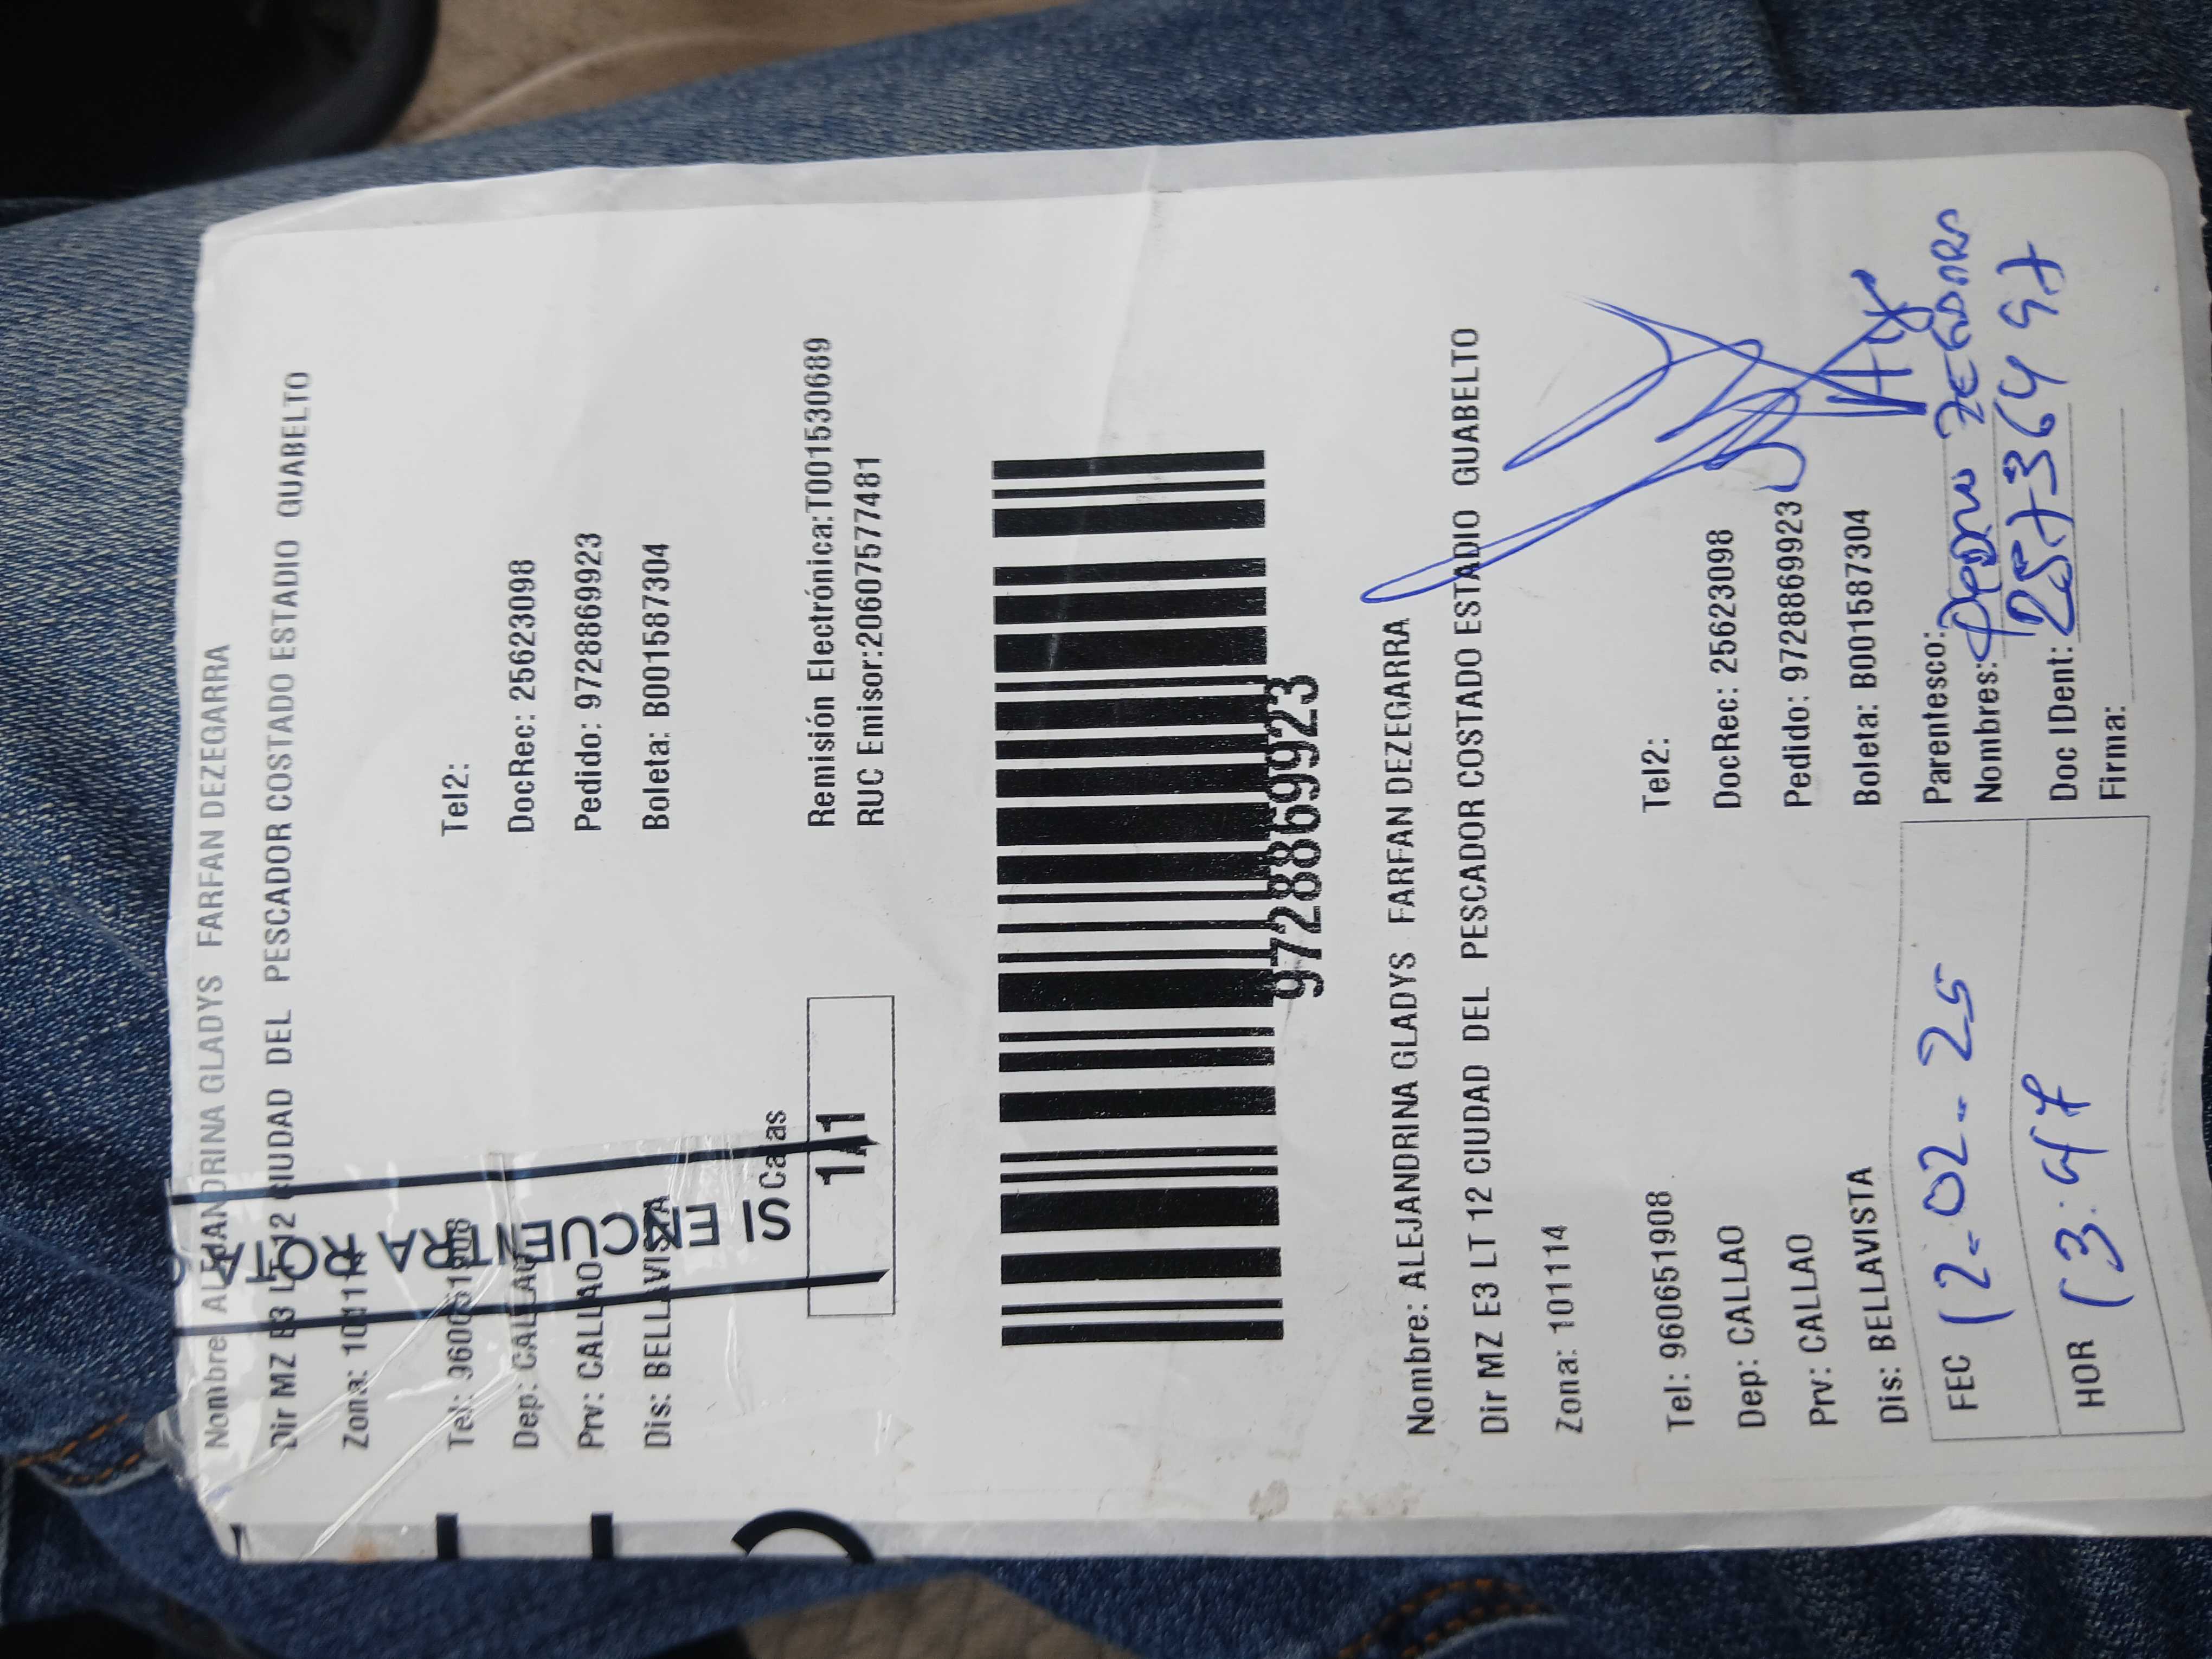 Nombre: ALEJANDRINA GLADYS FARFAN DEZEGARRA
Dir MZ E3 LT 12 CIUDAD DEL PESCADOR COSTADO ESTADIO GUABELTO
Zona: 101114
Tel: 960651908 Tel2:
Dep: CALLAO DocRec: 25623098
Prv: CALLAO Pedido: 9728869923
Dis: BELLAVISTA Boleta: B001587304
SI ENCUENTRA ROTA
Cajas
1/1
Remisión Electrónica:T001530689
RUC Emisor:20607577481
9728869923
Nombre: ALEJANDRINA GLADYS FARFAN DEZEGARRA
Dir MZ E3 LT 12 CIUDAD DEL PESCADOR COSTADO ESTADIO GUABELTO
Zona: 101114
Tel: 960651908 Tel2:
Dep: CALLAO DocRec: 25623098
Prv: CALLAO Pedido: 9728869923
Dis: BELLAVISTA Boleta: B001587304
FEC 12-02-25
HOR 13:47
Parentesco:
Nombres: Pedro ZEGARRA
Doc IDent: 25736497
Firma: